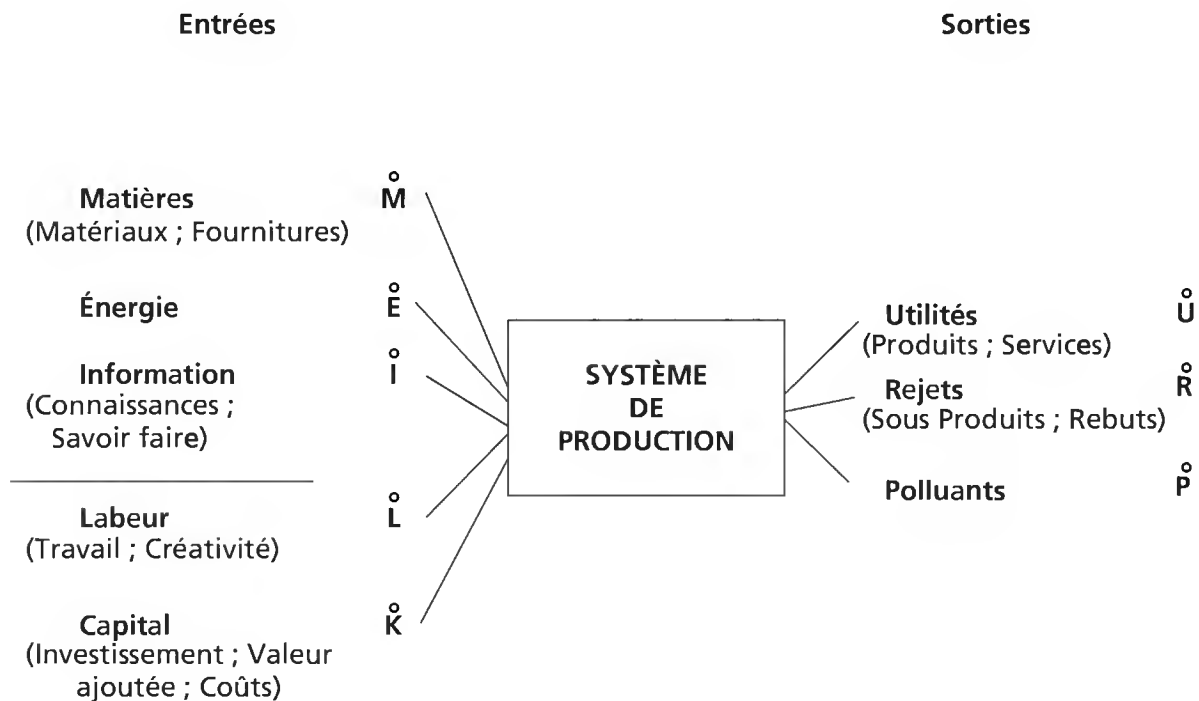 Entrées
Sorties
Matières M̊
(Matériaux ; Fournitures)
Énergie E̊
Information I̊
(Connaissances ;
Savoir faire)
Labeur L̊
(Travail ; Créativité)
Capital K̊
(Investissement ; Valeur
ajoutée ; Coûts)
SYSTÈME
DE
PRODUCTION
Utilités Ů
(Produits ; Services)
Rejets R̊
(Sous Produits ; Rebuts)
Polluants P̊